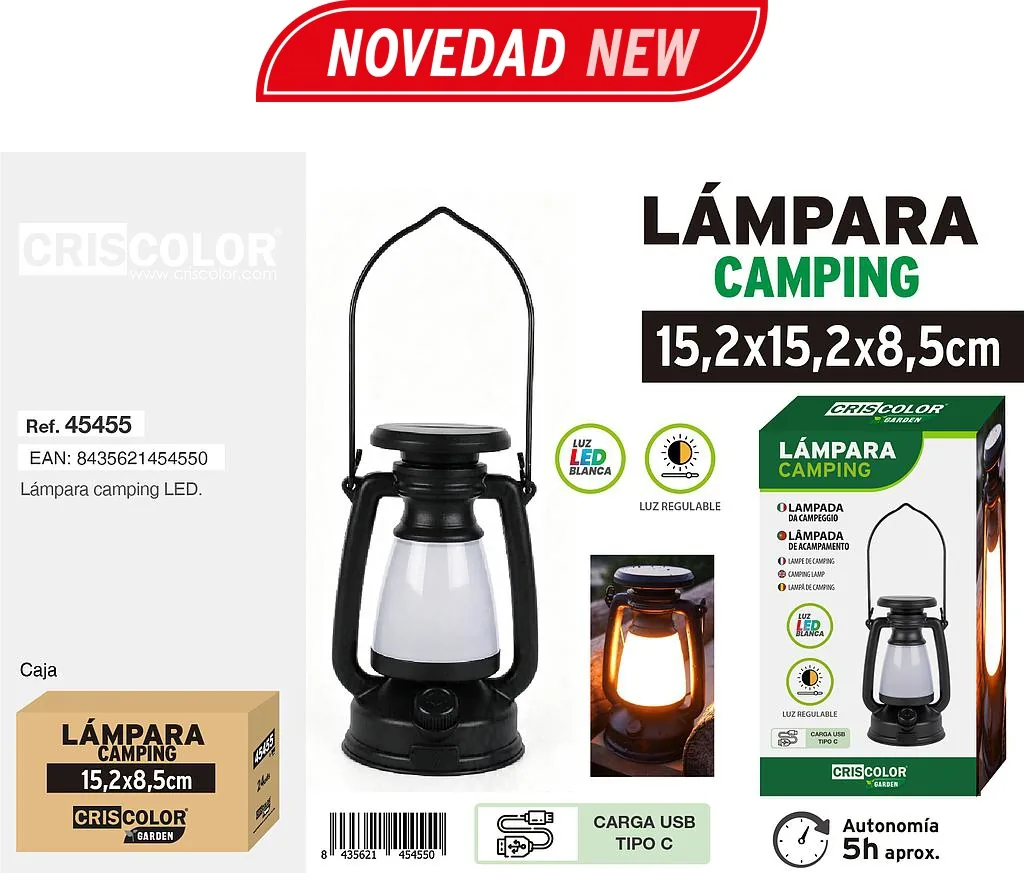 NOVEDAD NEW
CRISCOLOR®
www.criscolor.com
LÁMPARA
CAMPING
15,2x15,2x8,5cm
Ref. 45455
EAN: 8435621454550
Lámpara camping LED.
LUZ
LED
BLANCA
LUZ REGULABLE
CRISCOLOR
GARDEN
LÁMPARA
CAMPING
LAMPADA
DA CAMPEGGIO
LÂMPADA
DE ACAMPAMENTO
LAMPE DE CAMPING
CAMPING LAMP
LAMPĂ DE CAMPING
LUZ
LED
BLANCA
LUZ REGULABLE
CARGA USB
TIPO C
CRISCOLOR
GARDEN
Caja
LÁMPARA
CAMPING
15,2x8,5cm
CRISCOLOR®
GARDEN
45455
8 435621 454550
CARGA USB
TIPO C
Autonomía
5h aprox.